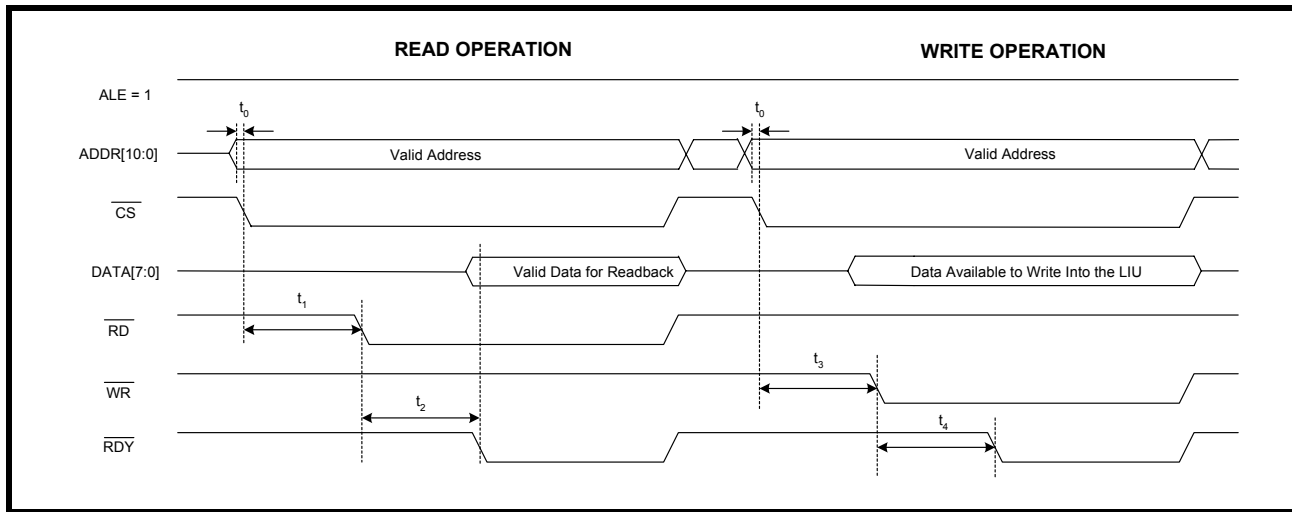 READ OPERATION
WRITE OPERATION
ALE = 1
t0
t0
ADDR[10:0]
Valid Address
Valid Address
CS
DATA[7:0]
Valid Data for Readback
Data Available to Write Into the LIU
t1
RD
t3
WR
t2
t4
RDY